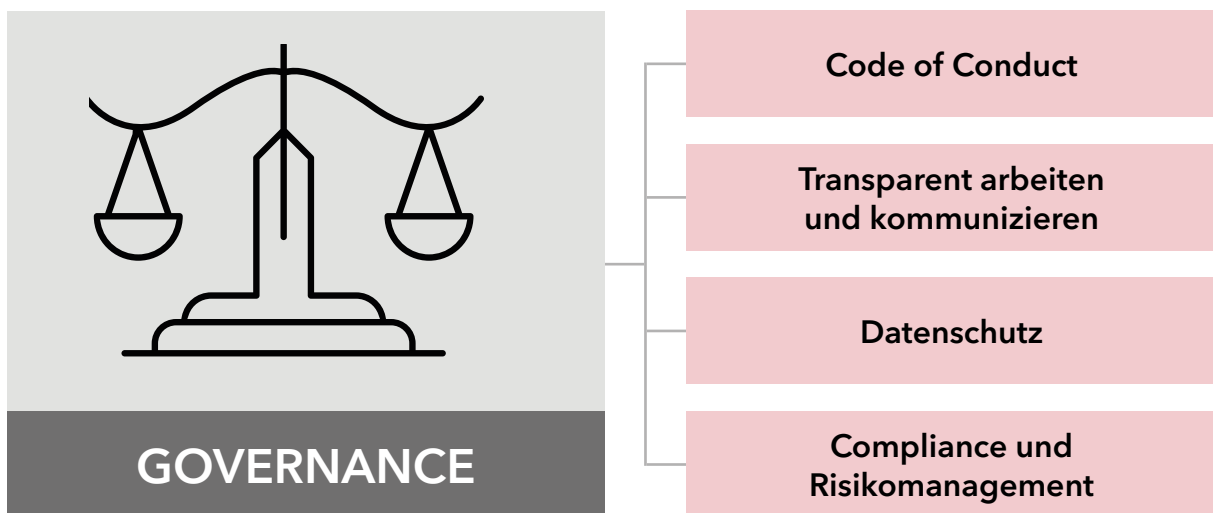 GOVERNANCE
Code of Conduct
Transparent arbeiten
und kommunizieren
Datenschutz
Compliance und
Risikomanagement